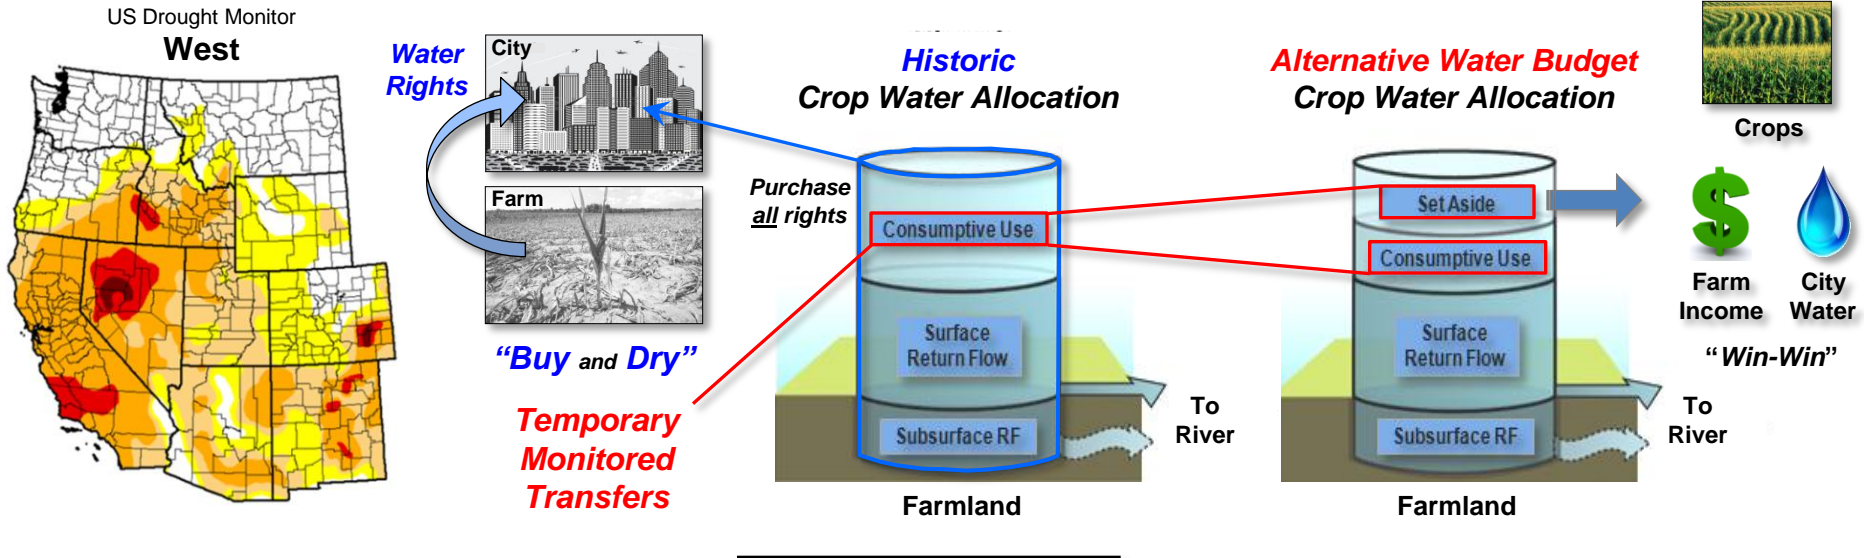 US Drought Monitor
West
Water
Rights
City
Farm
“Buy and Dry”
Temporary
Monitored
Transfers
Historic
Crop Water Allocation
Purchase
all rights
Consumptive Use
Surface
Return Flow
Subsurface RF
To
River
Farmland
Alternative Water Budget
Crop Water Allocation
Set Aside
Consumptive Use
Surface
Return Flow
Subsurface RF
To
River
Farmland
Crops
$
Farm
Income
City
Water
“Win-Win”